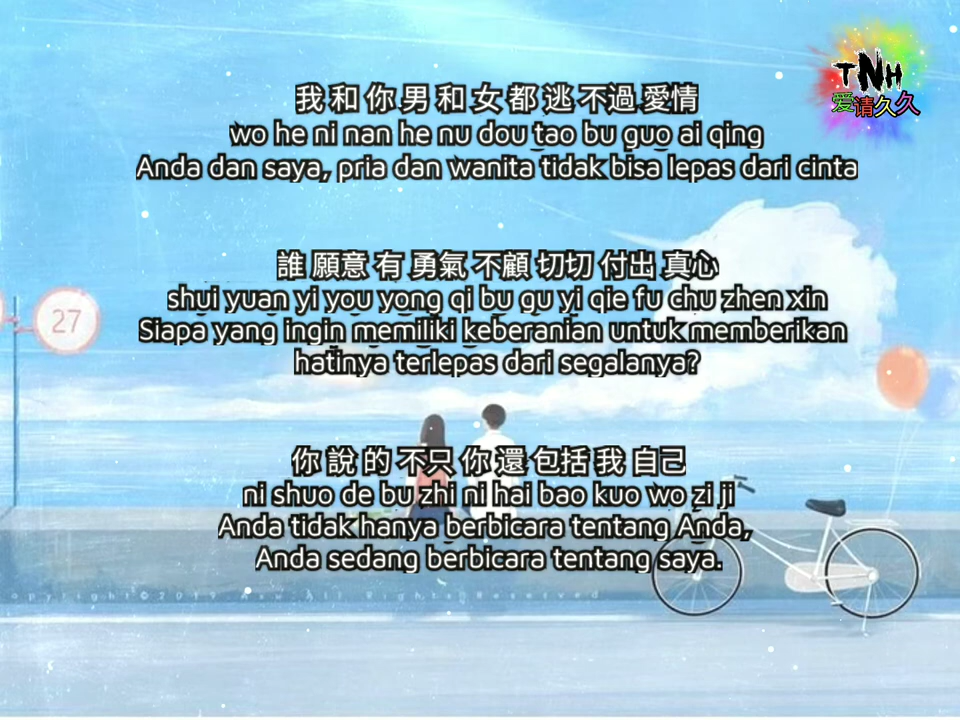 TNH
爱请久久
我 和 你 男 和 女 都 逃 不過 愛情
wo he ni nan he nu dou tao bu guo ai qing
Anda dan saya, pria dan wanita tidak bisa lepas dari cinta
誰 願意 有 勇氣 不顧 切切 付出 真心
shui yuan yi you yong qi bu gu yi qie fu chu zhen xin
Siapa yang ingin memiliki keberanian untuk memberikan
hatinya terlepas dari segalanya?
27
你 說 的 不只 你 還 包括 我 自己
ni shuo de bu zhi ni hai bao kuo wo zi ji
Anda tidak hanya berbicara tentang Anda,
Anda sedang berbicara tentang saya.